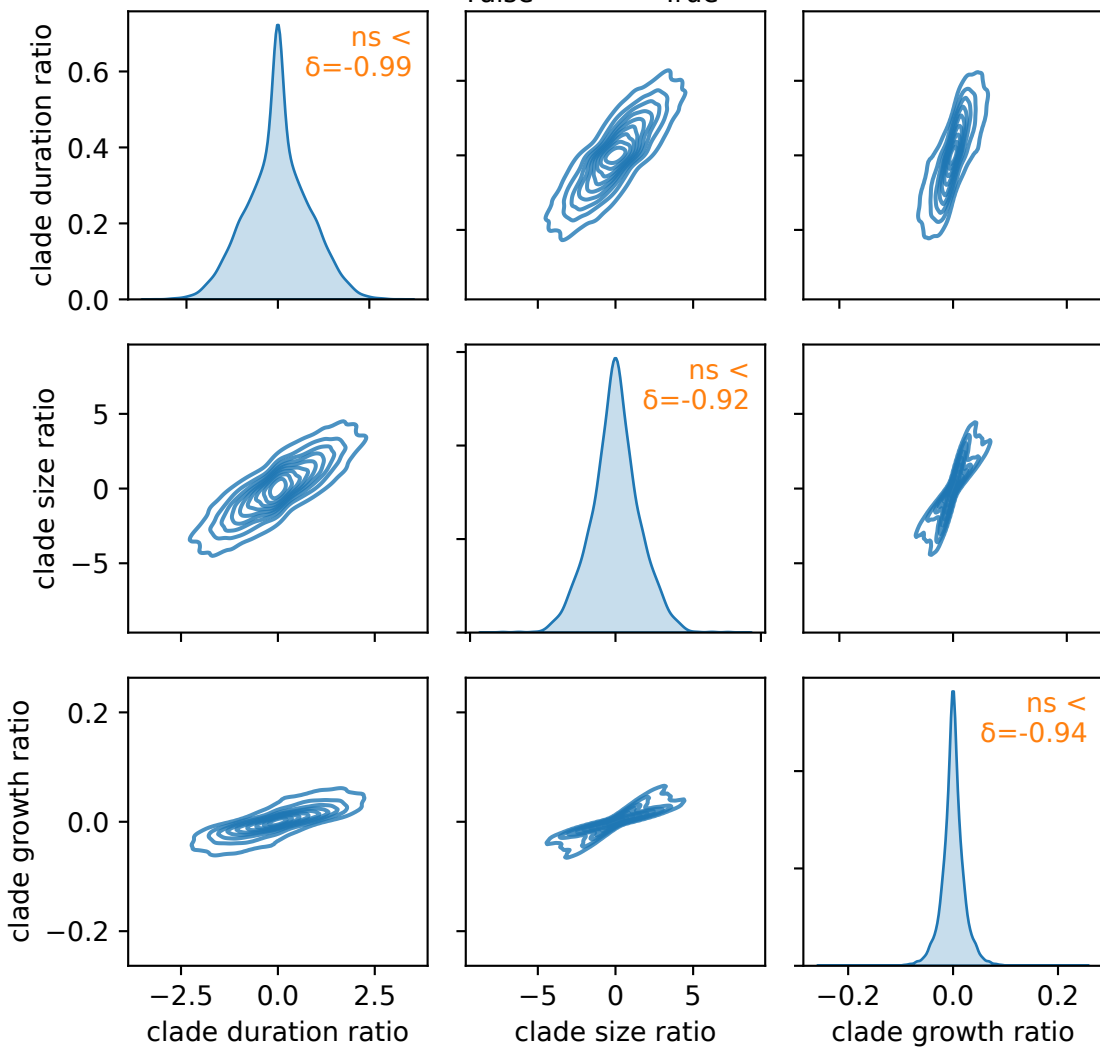 True
clade duration ratio
0.6
0.4
0.2
0.0
ns <
δ=-0.99
clade size ratio
5
0
−5
ns <
δ=-0.92
clade growth ratio
0.2
0.0
−0.2
ns <
δ=-0.94
−2.5 0.0 2.5
−5 0 5
−0.2 0.0 0.2
clade duration ratio
clade size ratio
clade growth ratio